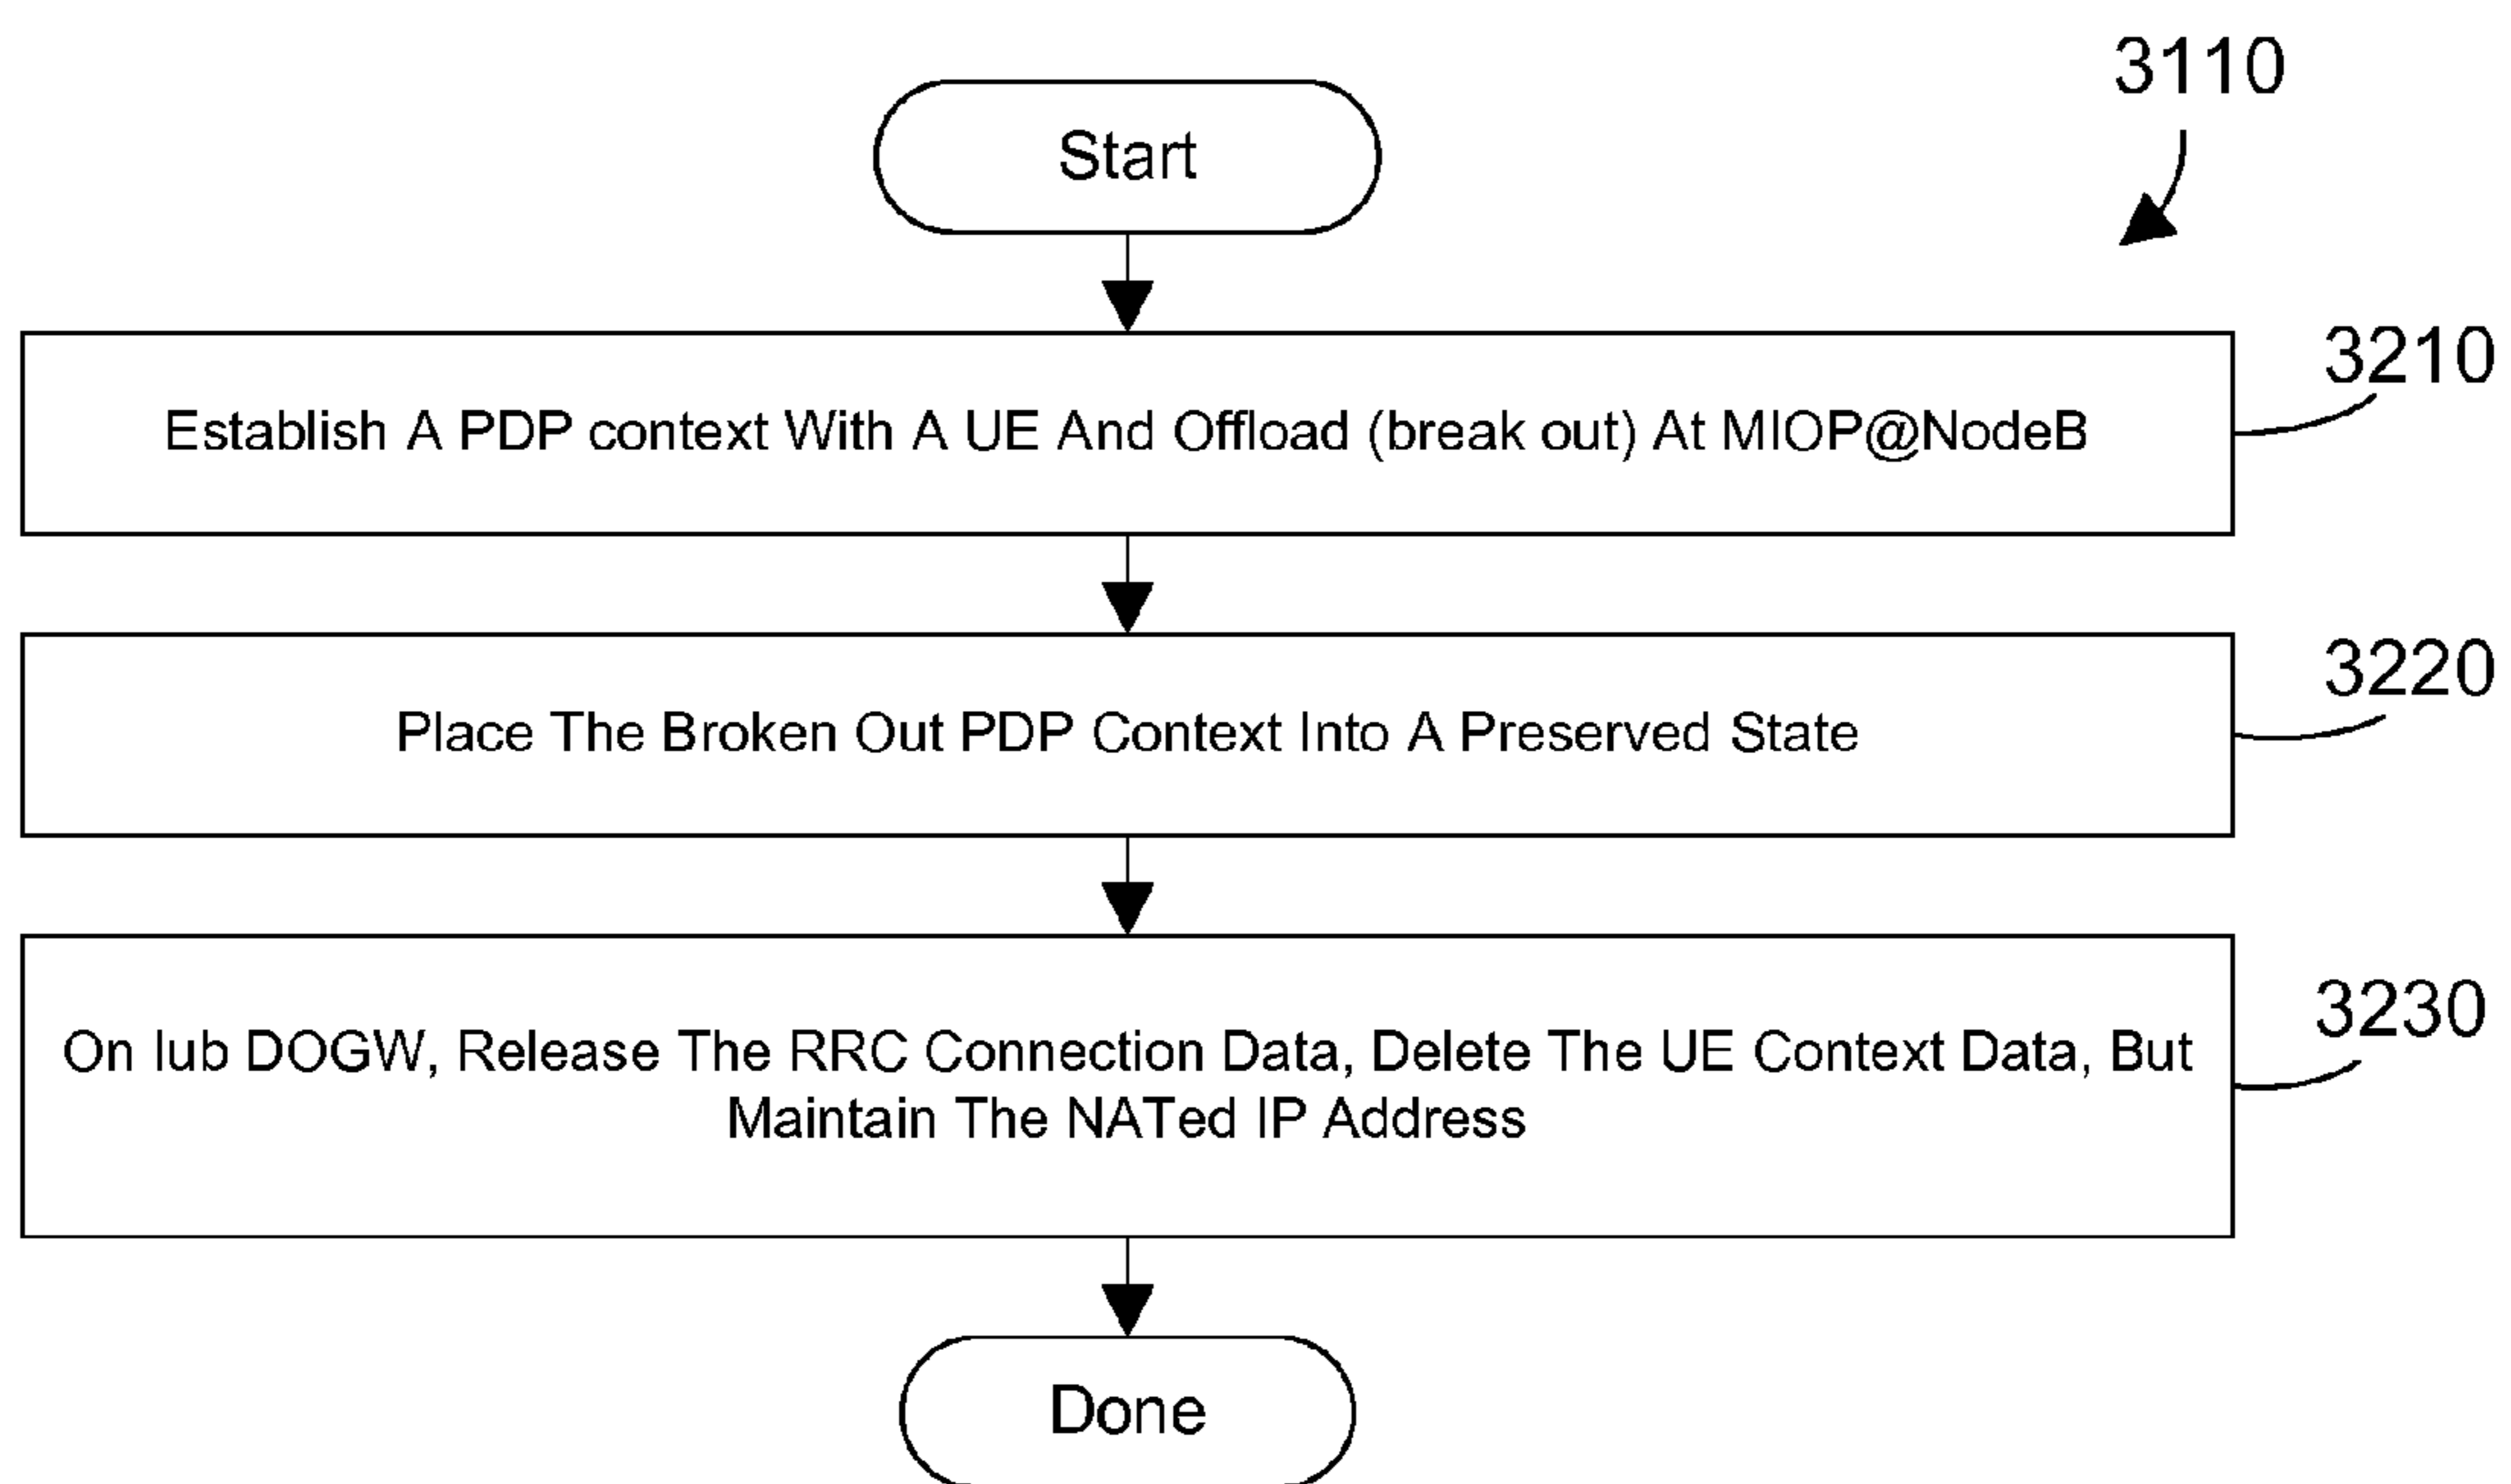 3110
Start
3210
Establish A PDP context With A UE And Offload (break out) At MIOP@NodeB
3220
Place The Broken Out PDP Context Into A Preserved State
3230
On Iub DOGW, Release The RRC Connection Data, Delete The UE Context Data, But
Maintain The NATed IP Address
Done